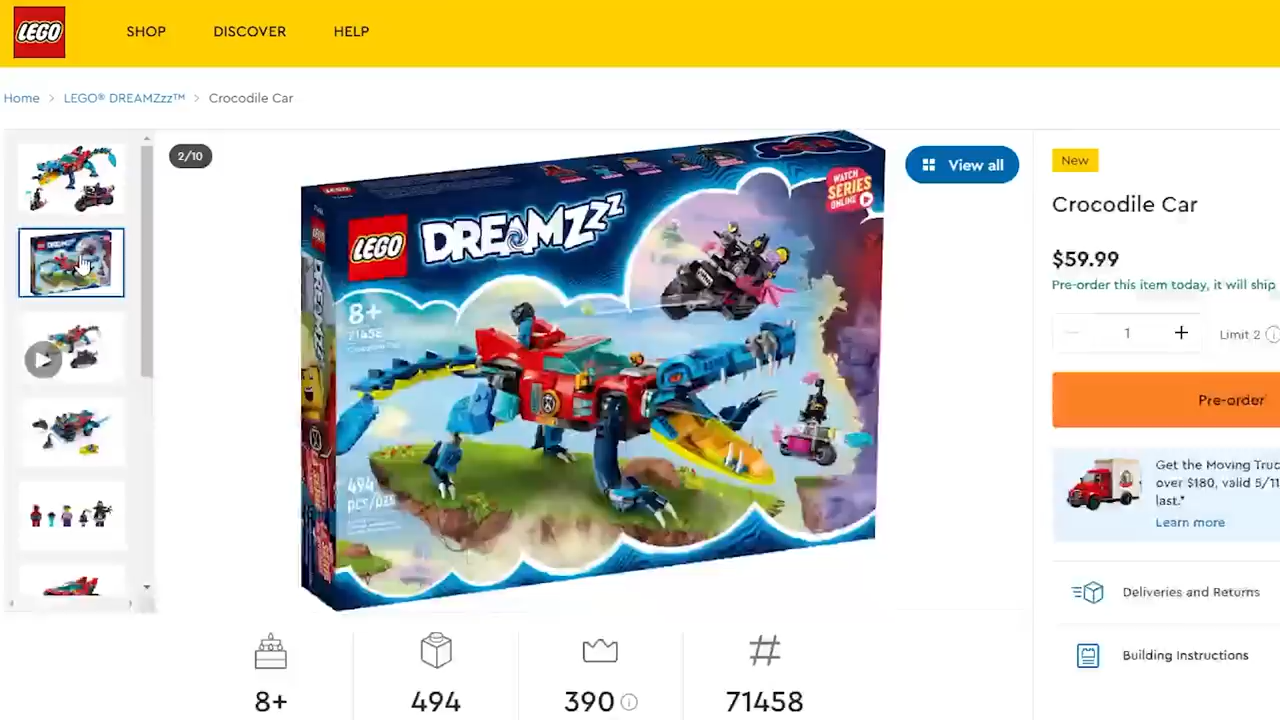 LEGO
SHOP
DISCOVER
HELP
Home > LEGO® DREAMZzz™ > Crocodile Car
2/10
View all
LEGO
DREAMZzz
WATCH
SERIES
ONLINE
8+
71458
494
pcs/pzs
DREAMZzz
New
Crocodile Car
$59.99
Pre-order this item today, it will ship
1
Limit 2
Pre-order
Get the Moving Truc
over $180, valid 5/11
last.*
Learn more
Deliveries and Returns
Building Instructions
8+
494
390
71458